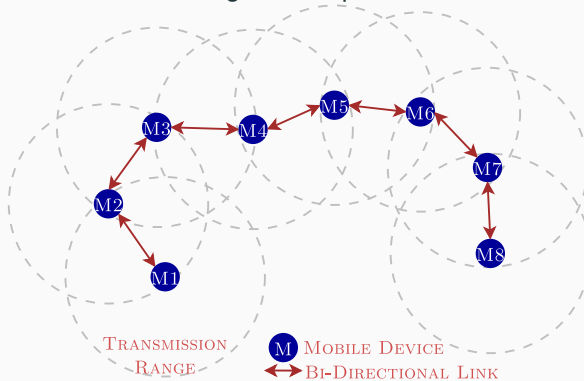 M5
M6
M3
M4
M7
M2
M8
M1
TRANSMISSION
RANGE
M MOBILE DEVICE
BI-DIRECTIONAL LINK